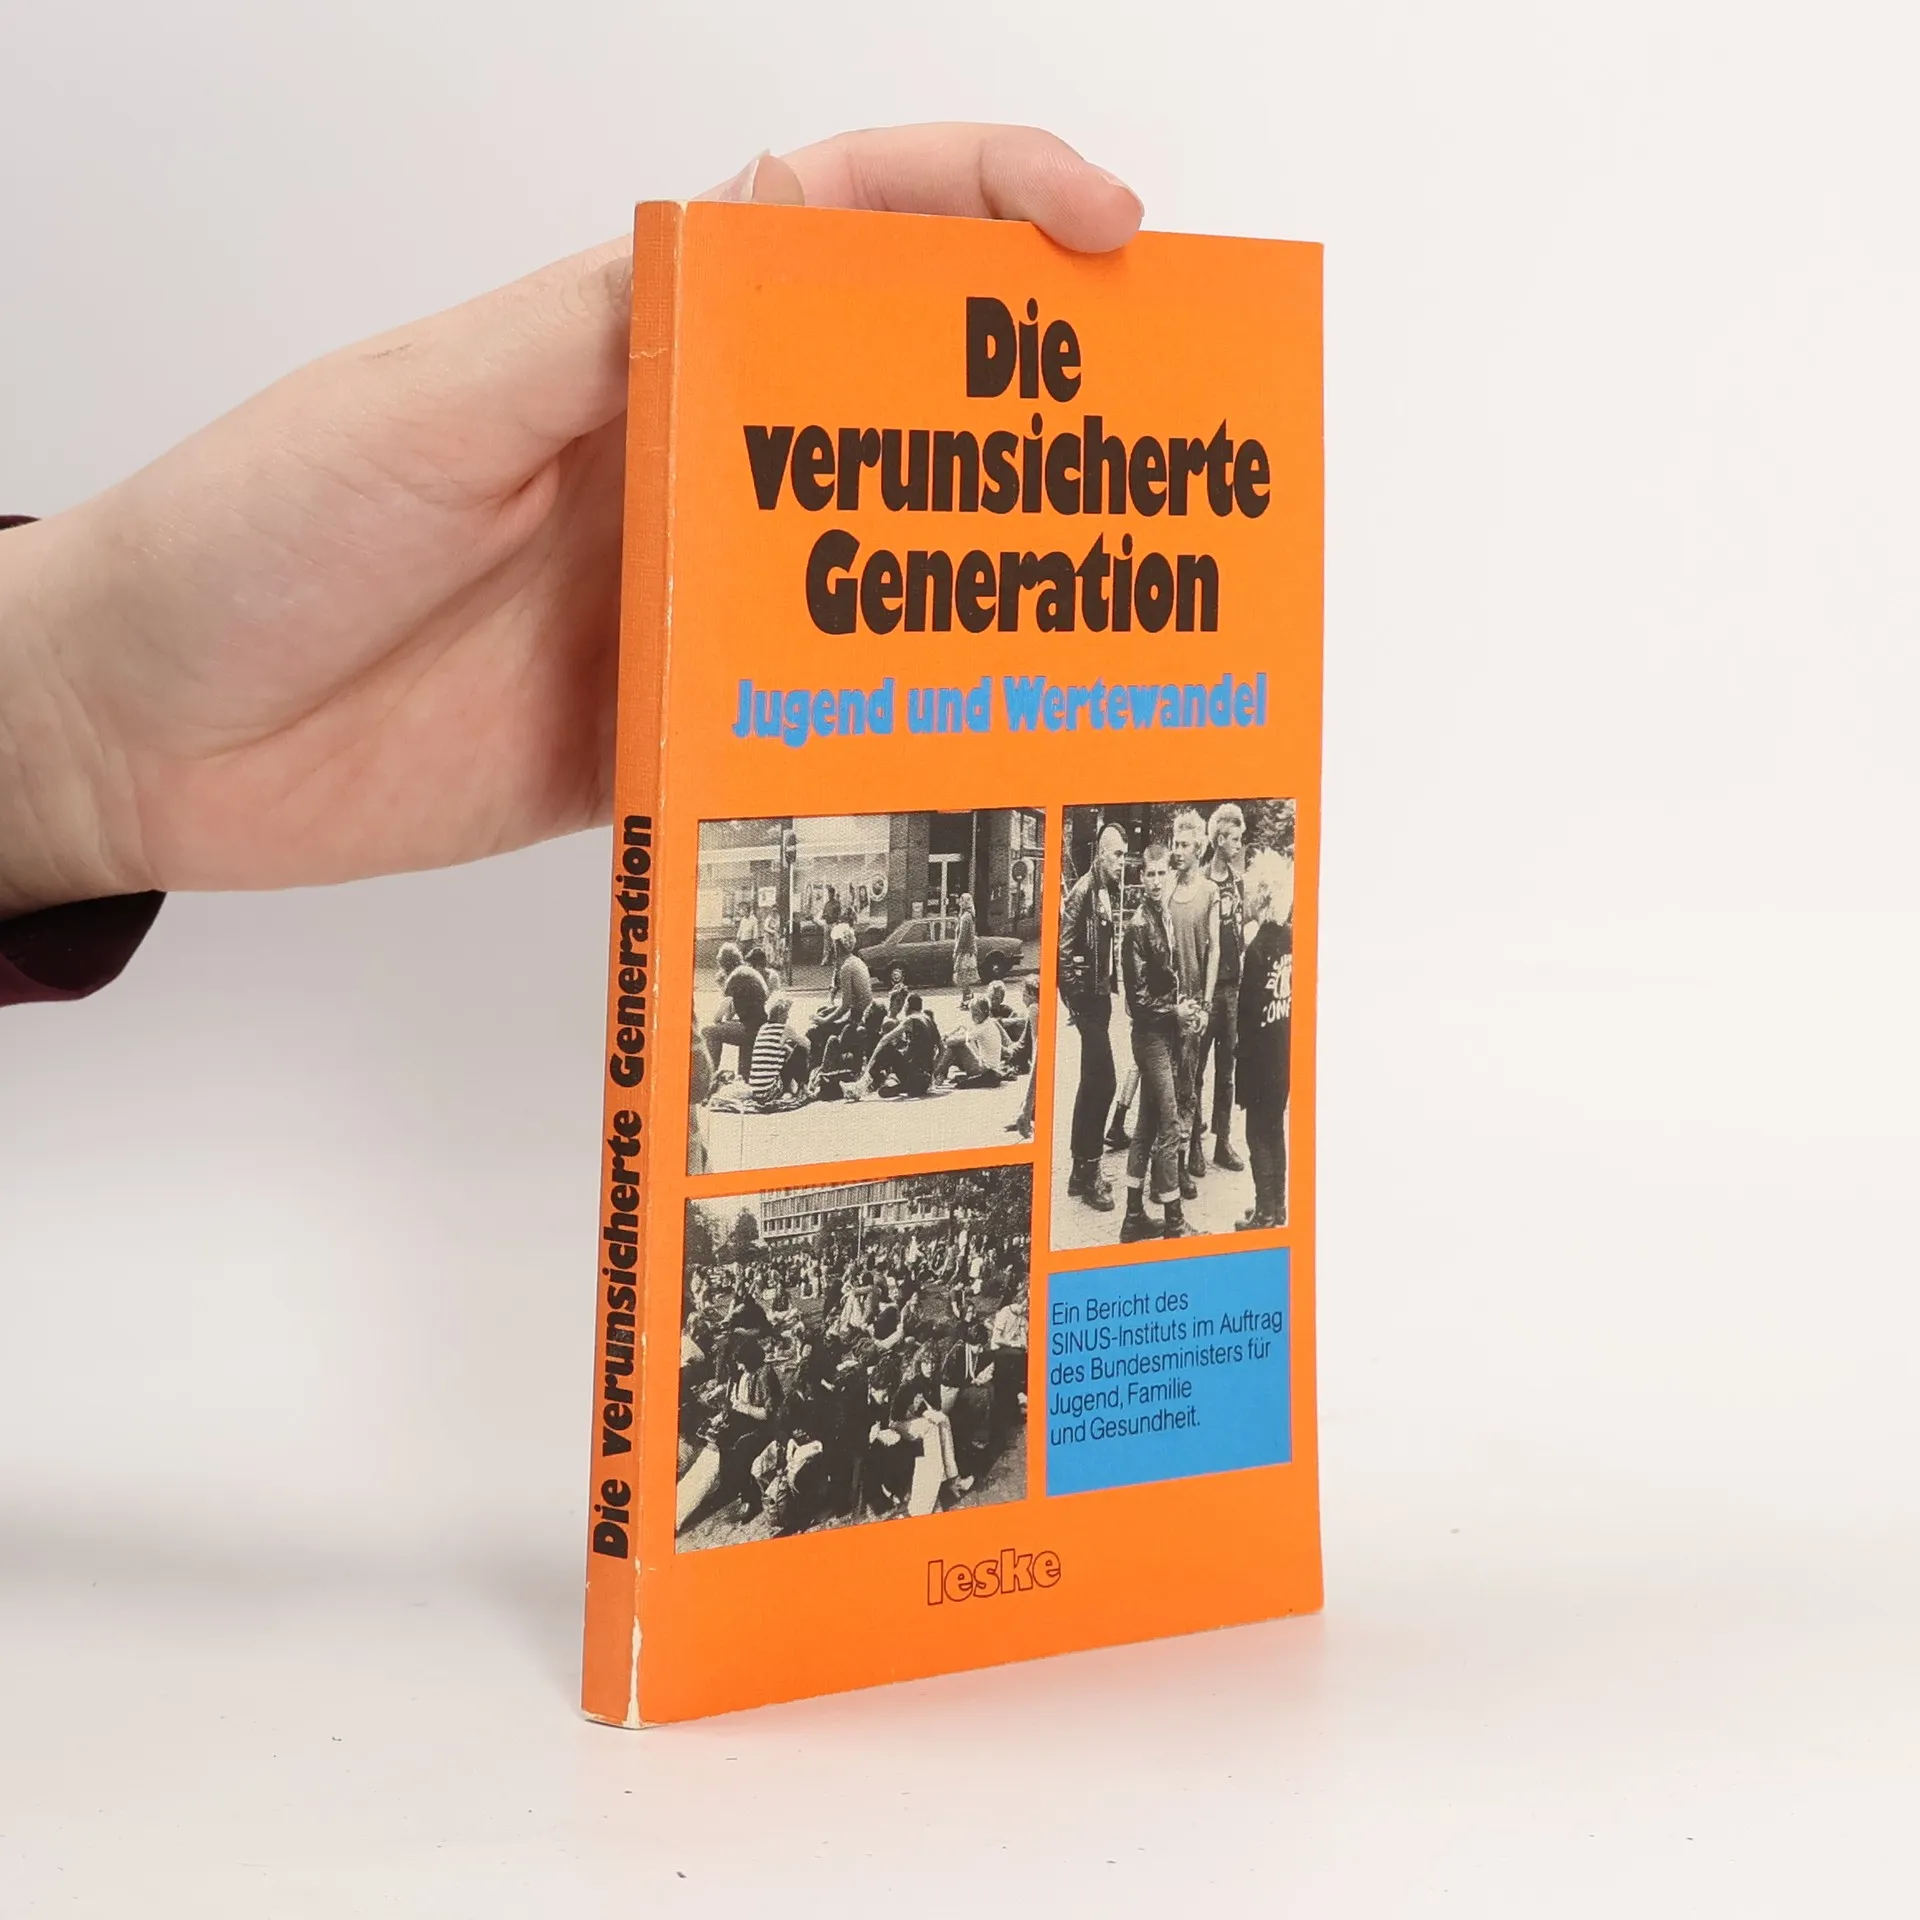 Die
verunsicherte
Generation
Jugend und Wertewandel
Ein Bericht des
SINUS-Instituts im Auftrag
des Bundesministers für
Jugend, Familie
und Gesundheit.
leske
Die verunsicherte Generation